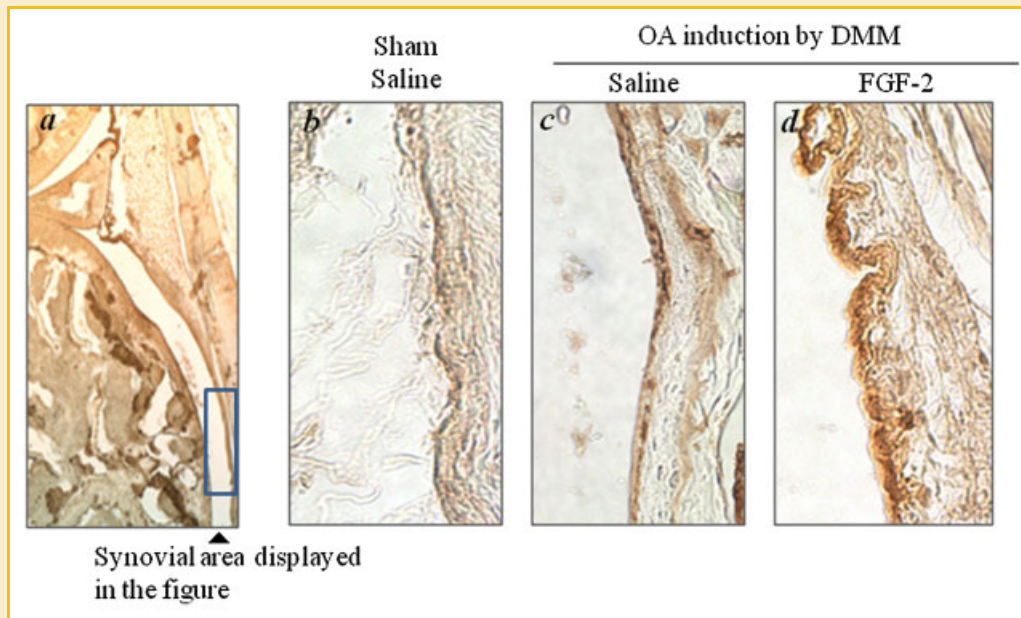 Sham
Saline
OA induction by DMM
Saline
FGF-2
a
b
c
d
Synovial area displayed
in the figure